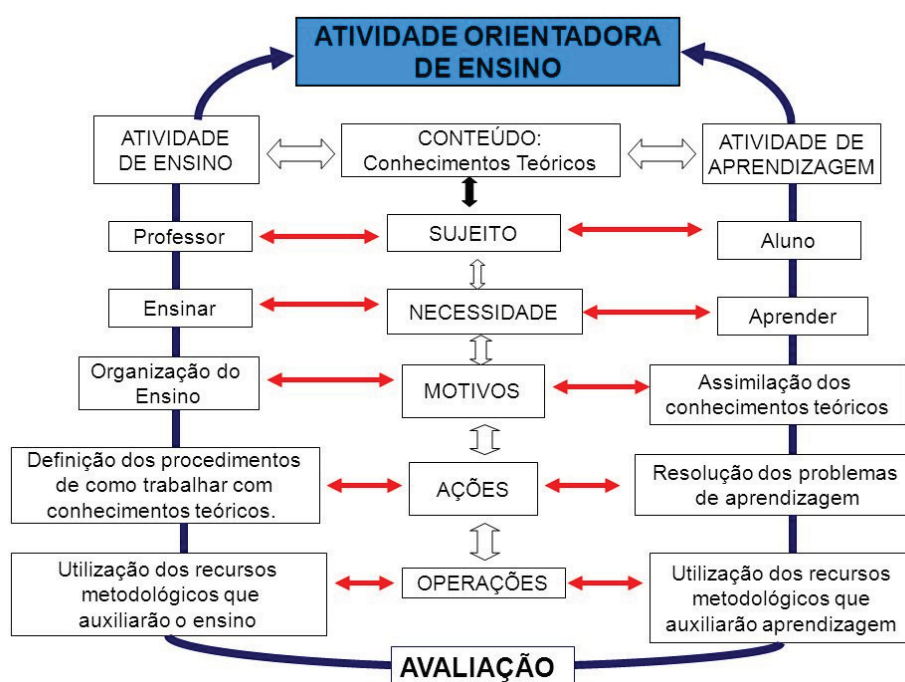 ATIVIDADE ORIENTADORA
DE ENSINO
ATIVIDADE
DE ENSINO
CONTEÚDO:
Conhecimentos Teóricos
ATIVIDADE DE
APRENDIZAGEM
Professor
SUJEITO
Aluno
Ensinar
NECESSIDADE
Aprender
Organização do
Ensino
MOTIVOS
Assimilação dos
conhecimentos teóricos
Definição dos procedimentos
de como trabalhar com
conhecimentos teóricos.
AÇÕES
Resolução dos problemas
de aprendizagem
Utilização dos recursos
metodológicos que
auxiliarão o ensino
OPERAÇÕES
Utilização dos recursos
metodológicos que
auxiliarão aprendizagem
AVALIAÇÃO